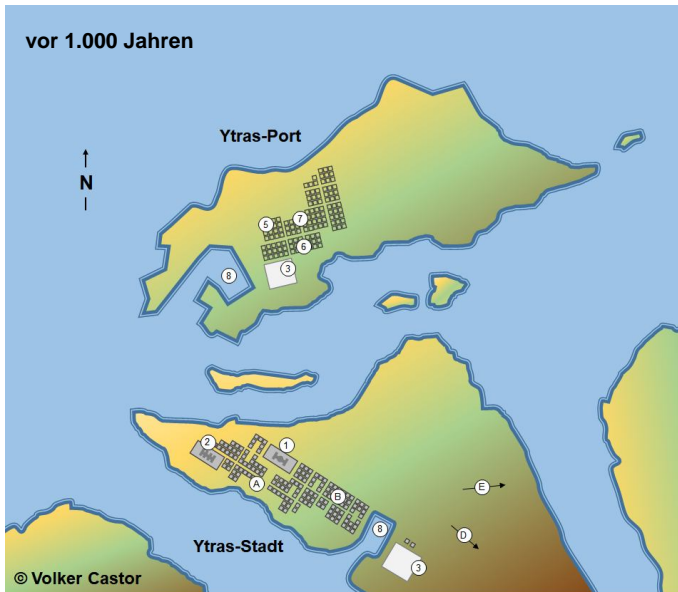 vor 1.000 Jahren
Ytras-Port
N
5
7
6
3
8
2
1
A
B
E
8
D
Ytras-Stadt
3
© Volker Castor